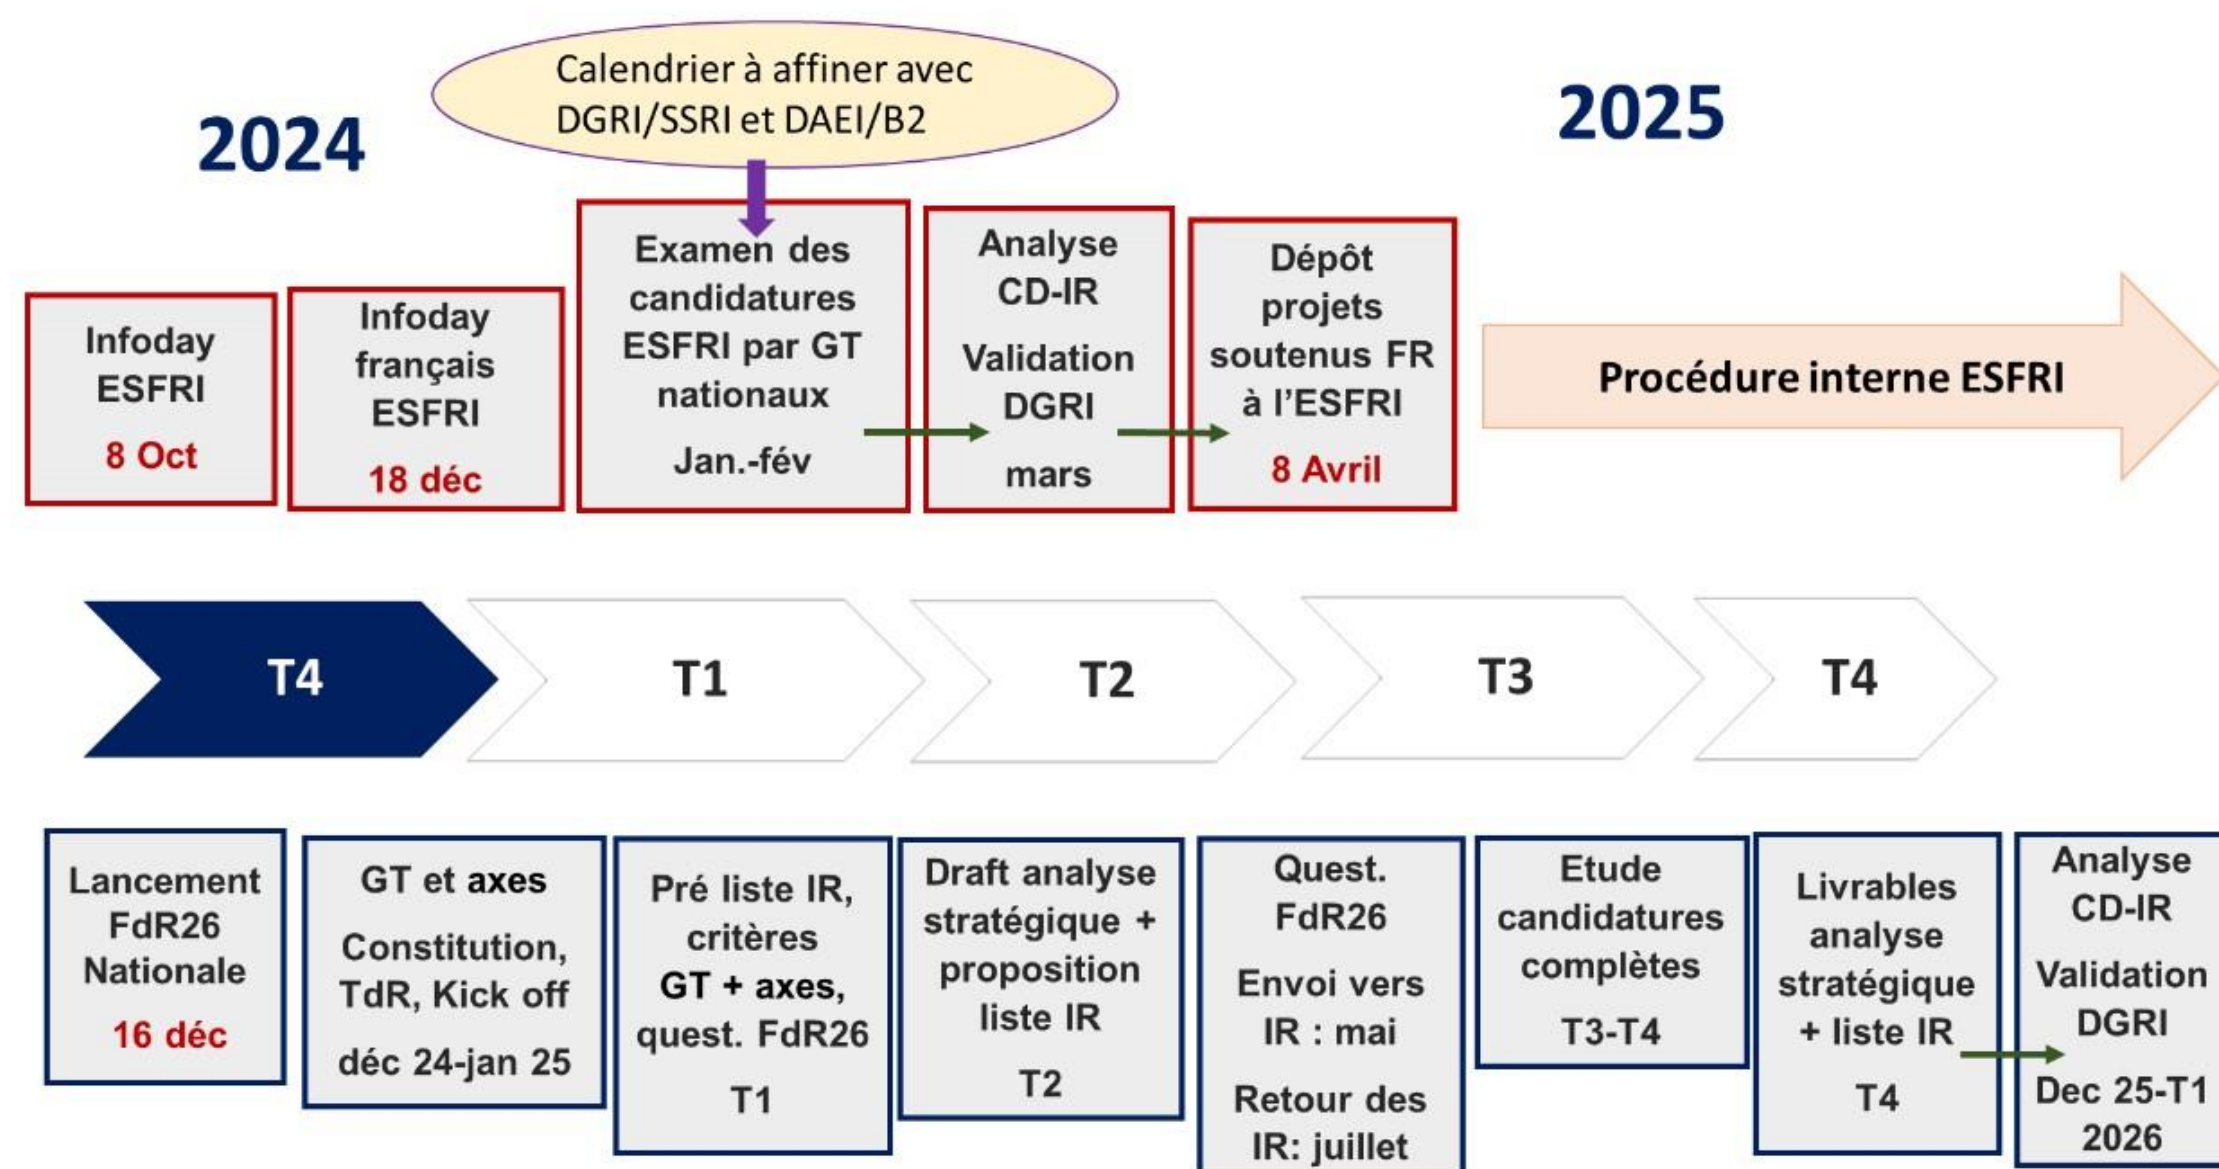 2024
Calendrier à affiner avec
DGRI/SSRI et DAEI/B2
2025
Infoday
ESFRI
8 Oct
Infoday
français
ESFRI
18 déc
Examen des
candidatures
ESFRI par GT
nationaux
Jan.-fév
Analyse
CD-IR
Validation
DGRI
mars
Dépôt
projets
soutenus FR
à l'ESFRI
8 Avril
Procédure interne ESFRI
T4
T1
T2
T3
T4
Lancement
FdR26
Nationale
16 déc
GT et axes
Constitution,
TdR, Kick off
déc 24-jan 25
Pré liste IR,
critères
GT + axes,
quest. FdR26
T1
Draft analyse
stratégique +
proposition
liste IR
T2
Quest.
FdR26
Envoi vers
IR : mai
Retour des
IR: juillet
Etude
candidatures
complètes
T3-T4
Livrables
analyse
stratégique
+ liste IR
T4
Analyse
CD-IR
Validation
DGRI
Dec 25-T1
2026